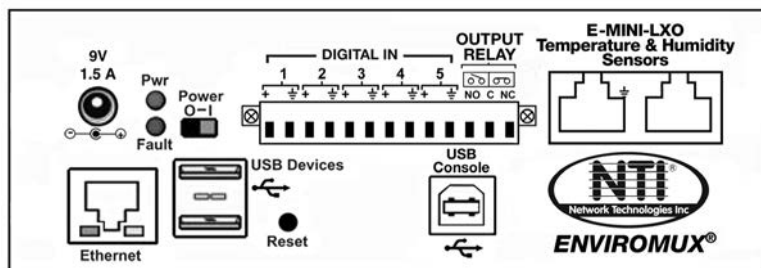 9V
1.5 A
Pwr
Fault
Power
O–I
DIGITAL IN
1 2 3 4 5
+ + + + +
OUTPUT
RELAY
NO C NC
E-MINI-LXO
Temperature & Humidity
Sensors
Ethernet
USB Devices
Reset
USB
Console
NTI®
Network Technologies Inc
ENVIROMUX®